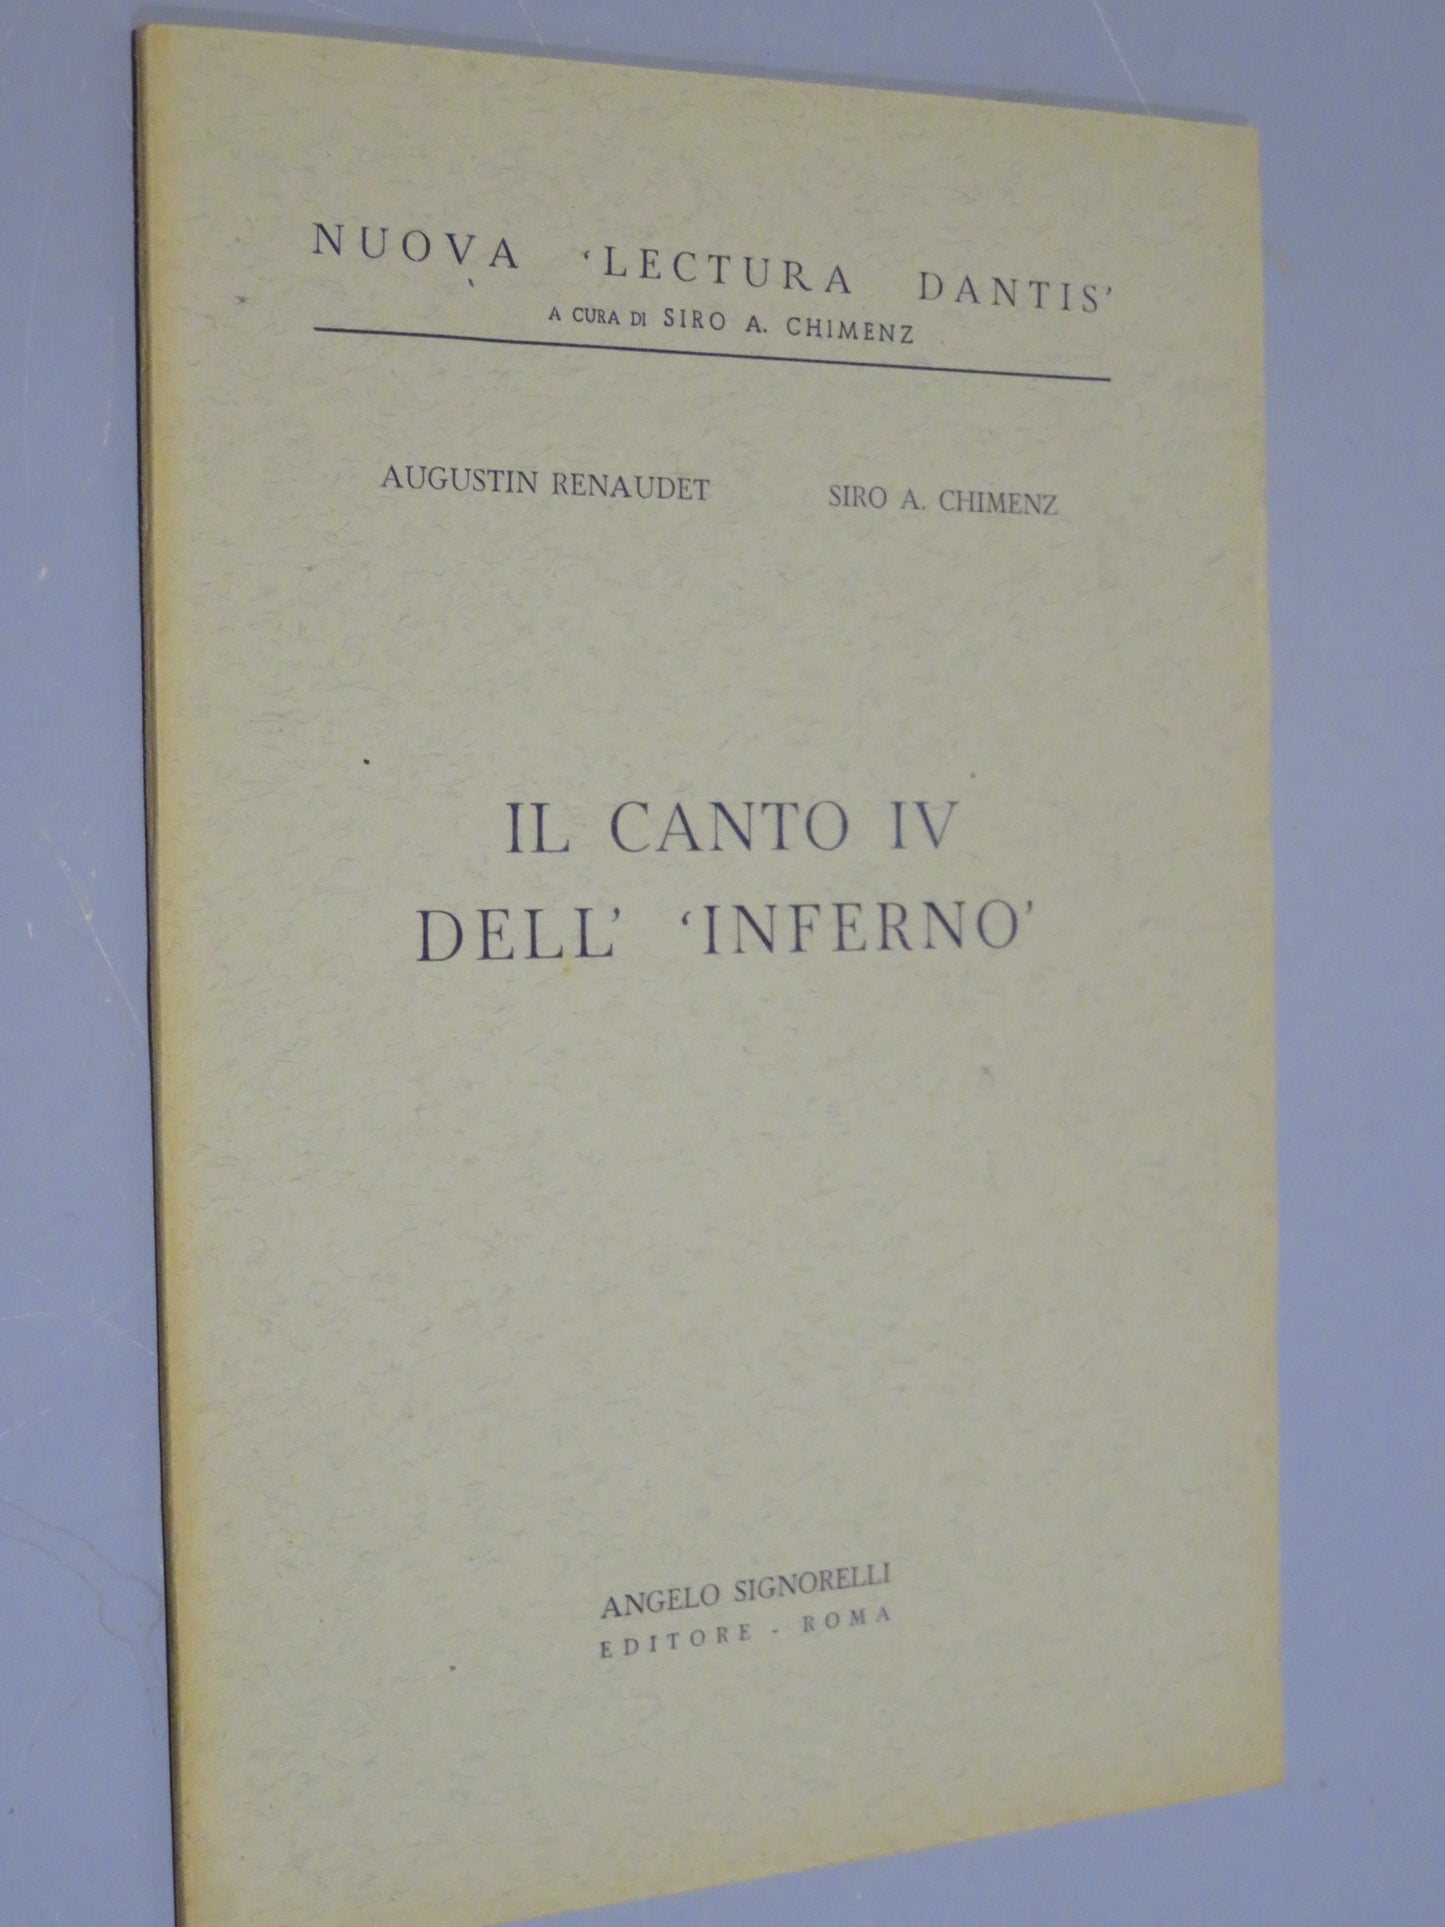 NUOVA 'LECTURA DANTIS'
A CURA DI SIRO A. CHIMENZ
AUGUSTIN RENAUDET SIRO A. CHIMENZ
IL CANTO IV
DELL' 'INFERNO'
ANGELO SIGNORELLI
EDITORE - ROMA